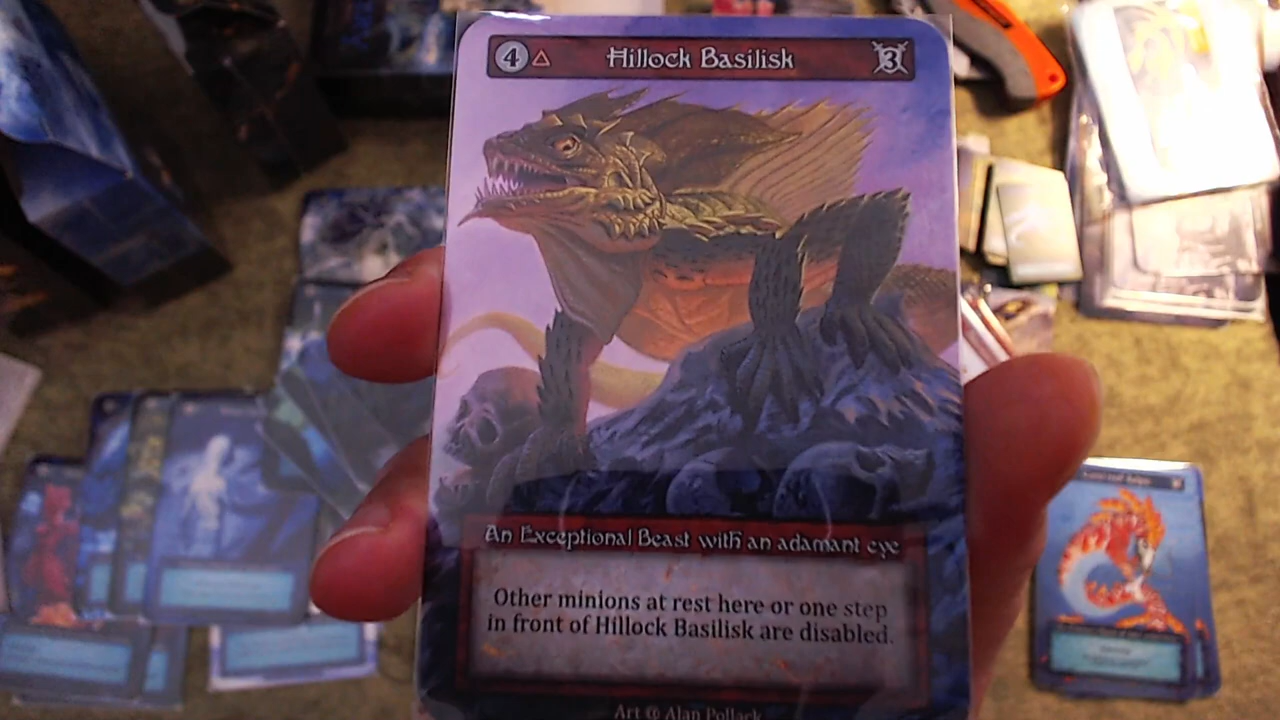 4 Hillock Basilisk 3
An Exceptional Beast with an adamant eye
Other minions at rest here or one step
in front of Hillock Basilisk are disabled.
Art @ Alan Pollack